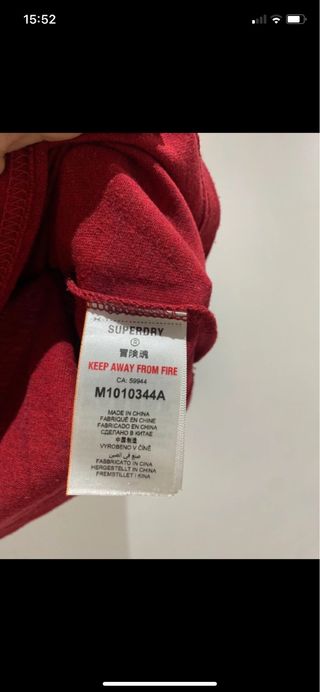 15:52
SUPERDRY
®
冒険魂
KEEP AWAY FROM FIRE
CA: 59944
M1010344A
MADE IN CHINA
FABRIQUÉ EN CHINE
FABRICADO EN CHINA
СДЕЛАНО В КИТАЕ
中國制造
VYROBENO V ČÍNĚ
صنع في الصين
FABBRICATO IN CINA
HERGESTELLT IN CHINA
FREMSTILLET I KINA